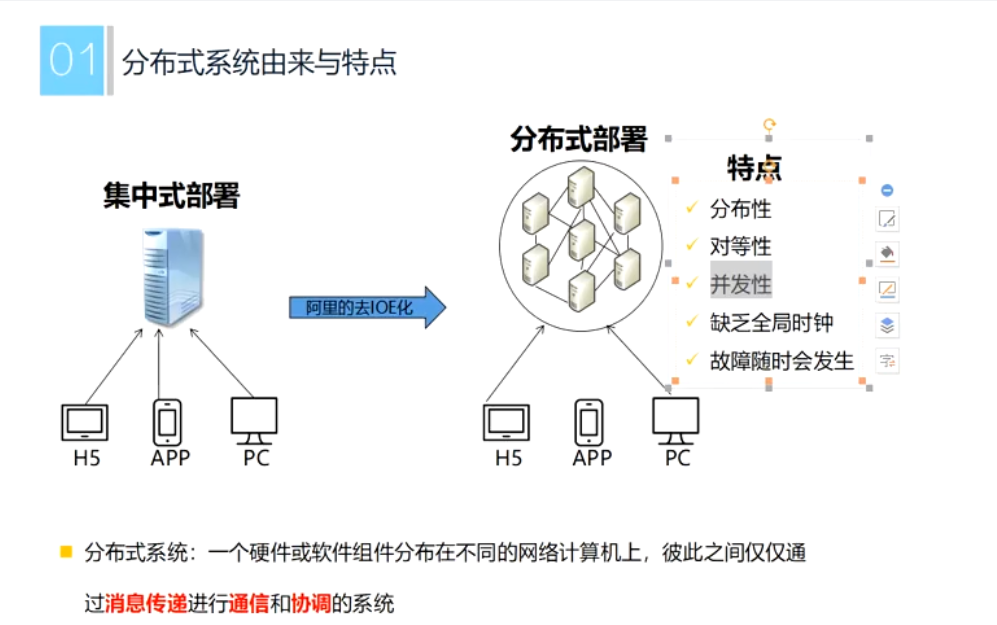 01 分布式系统由来与特点
集中式部署
阿里的去IOE化
H5 APP PC
分布式部署
H5 APP PC
特点
✓ 分布性
✓ 对等性
✓ 并发性
✓ 缺乏全局时钟
✓ 故障随时会发生
分布式系统：一个硬件或软件组件分布在不同的网络计算机上，彼此之间仅仅通
过消息传递进行通信和协调的系统